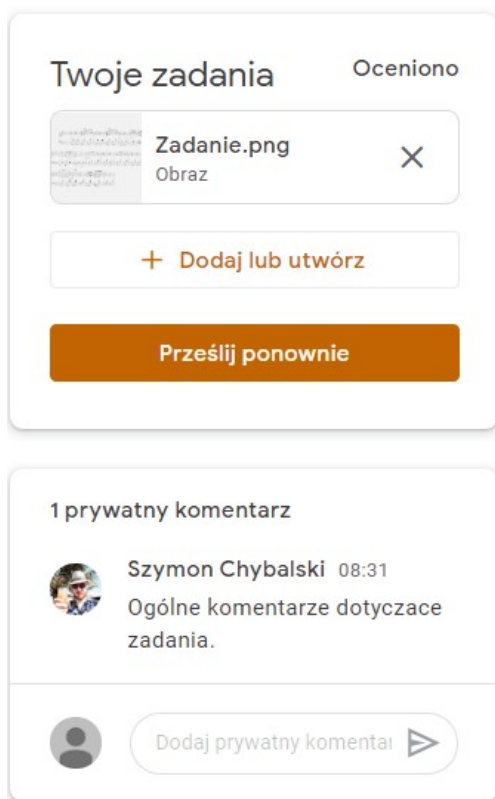 Twoje zadania
Oceniono
Zadanie.png
Obraz
+ Dodaj lub utwórz
Prześlij ponownie
1 prywatny komentarz
Szymon Chybalski 08:31
Ogólne komentarze dotyczace
zadania.
Dodaj prywatny komentar